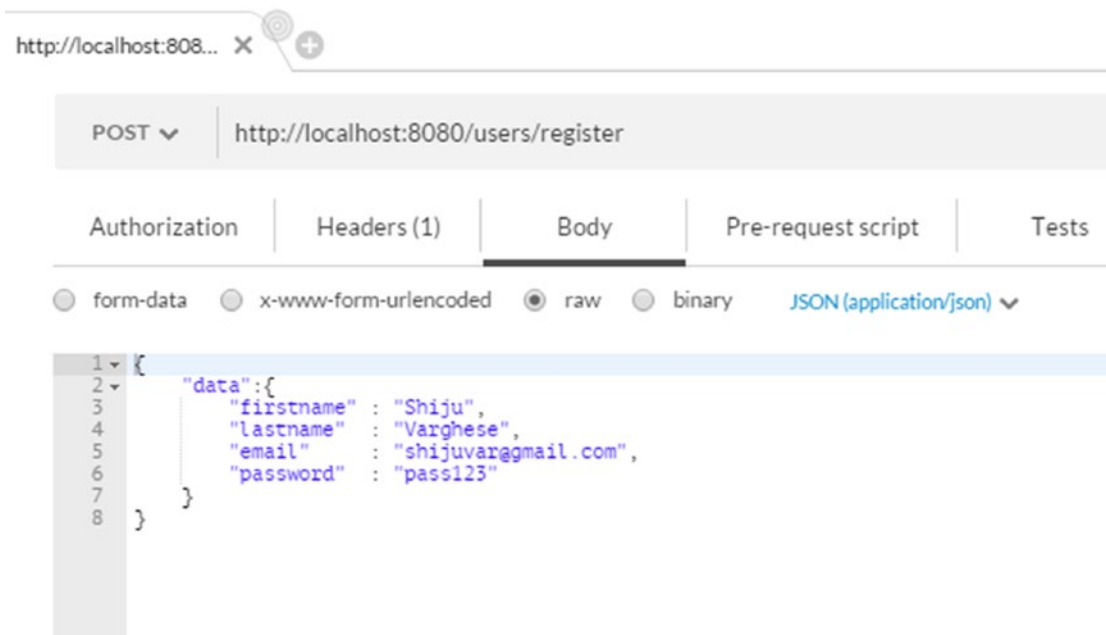 http://localhost:808...
POST http://localhost:8080/users/register
Authorization Headers (1) Body Pre-request script Tests
form-data x-www-form-urlencoded raw binary JSON (application/json)
1 {
2 "data":{
3 "firstname" : "Shiju",
4 "lastname" : "Varghese",
5 "email" : "shijuvar@gmail.com",
6 "password" : "pass123"
7 }
8 }